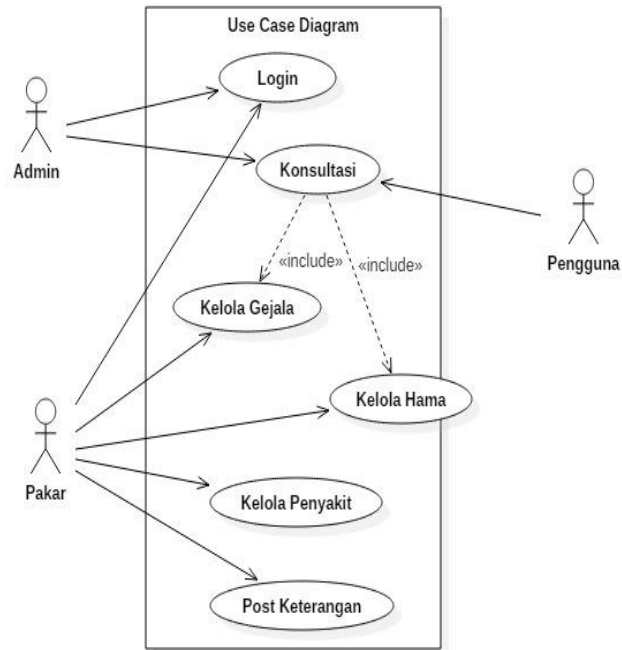 Use Case Diagram
Login
Admin
Konsultasi
Pengguna
«include»
«include»
Kelola Gejala
Kelola Hama
Pakar
Kelola Penyakit
Post Keterangan